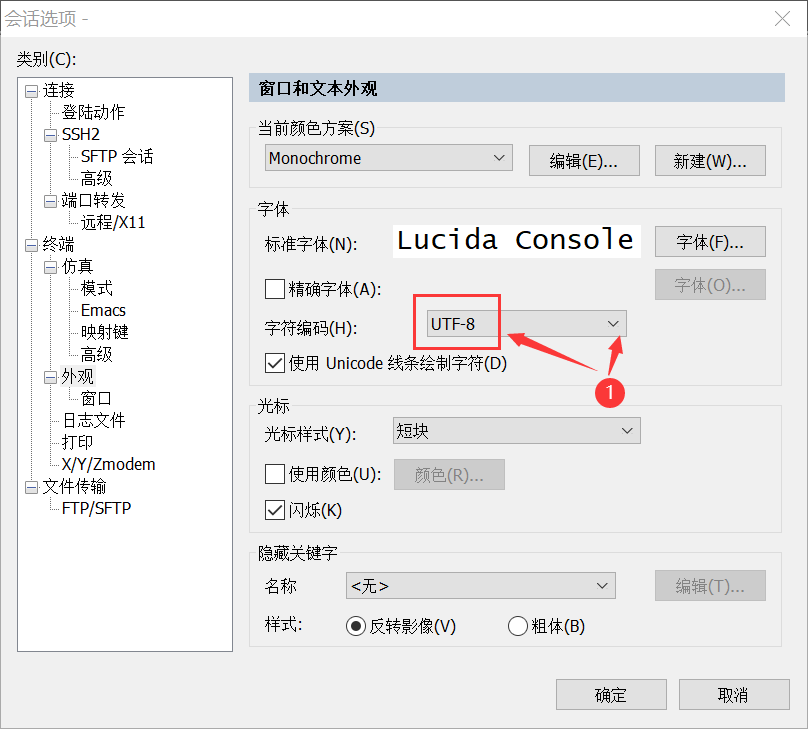 会话选项 -
类别(C):
连接
登陆动作
SSH2
SFTP 会话
高级
端口转发
远程/X11
终端
仿真
模式
Emacs
映射键
高级
外观
窗口
日志文件
打印
X/Y/Zmodem
文件传输
FTP/SFTP
窗口和文本外观
当前颜色方案(S)
Monochrome 编辑(E)... 新建(W)...
字体
标准字体(N): Lucida Console 字体(F)...
精确字体(A): 字体(O)...
字符编码(H): UTF-8
使用 Unicode 线条绘制字符(D)
1
光标
光标样式(Y): 短块
使用颜色(U): 颜色(R)...
闪烁(K)
隐藏关键字
名称 <无> 编辑(T)...
样式: 反转影像(V) 粗体(B)
确定 取消